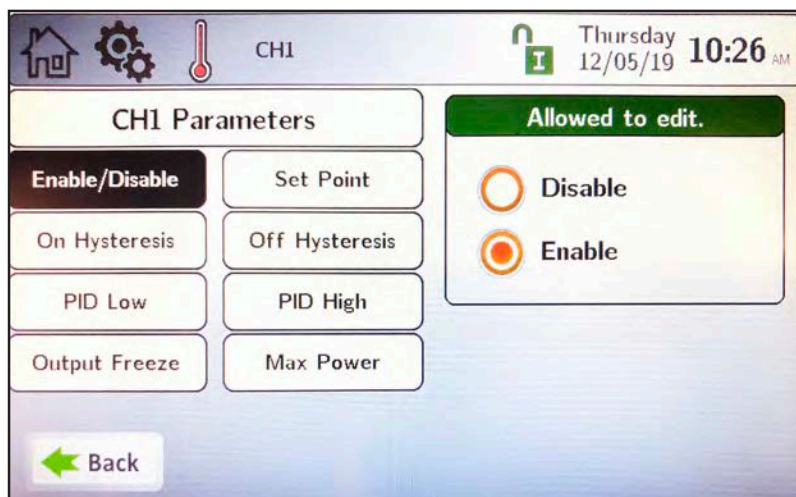 CH1
I
Thursday
12/05/19
10:26 AM
CH1 Parameters
Enable/Disable
Set Point
On Hysteresis
Off Hysteresis
PID Low
PID High
Output Freeze
Max Power
Allowed to edit.
Disable
Enable
Back